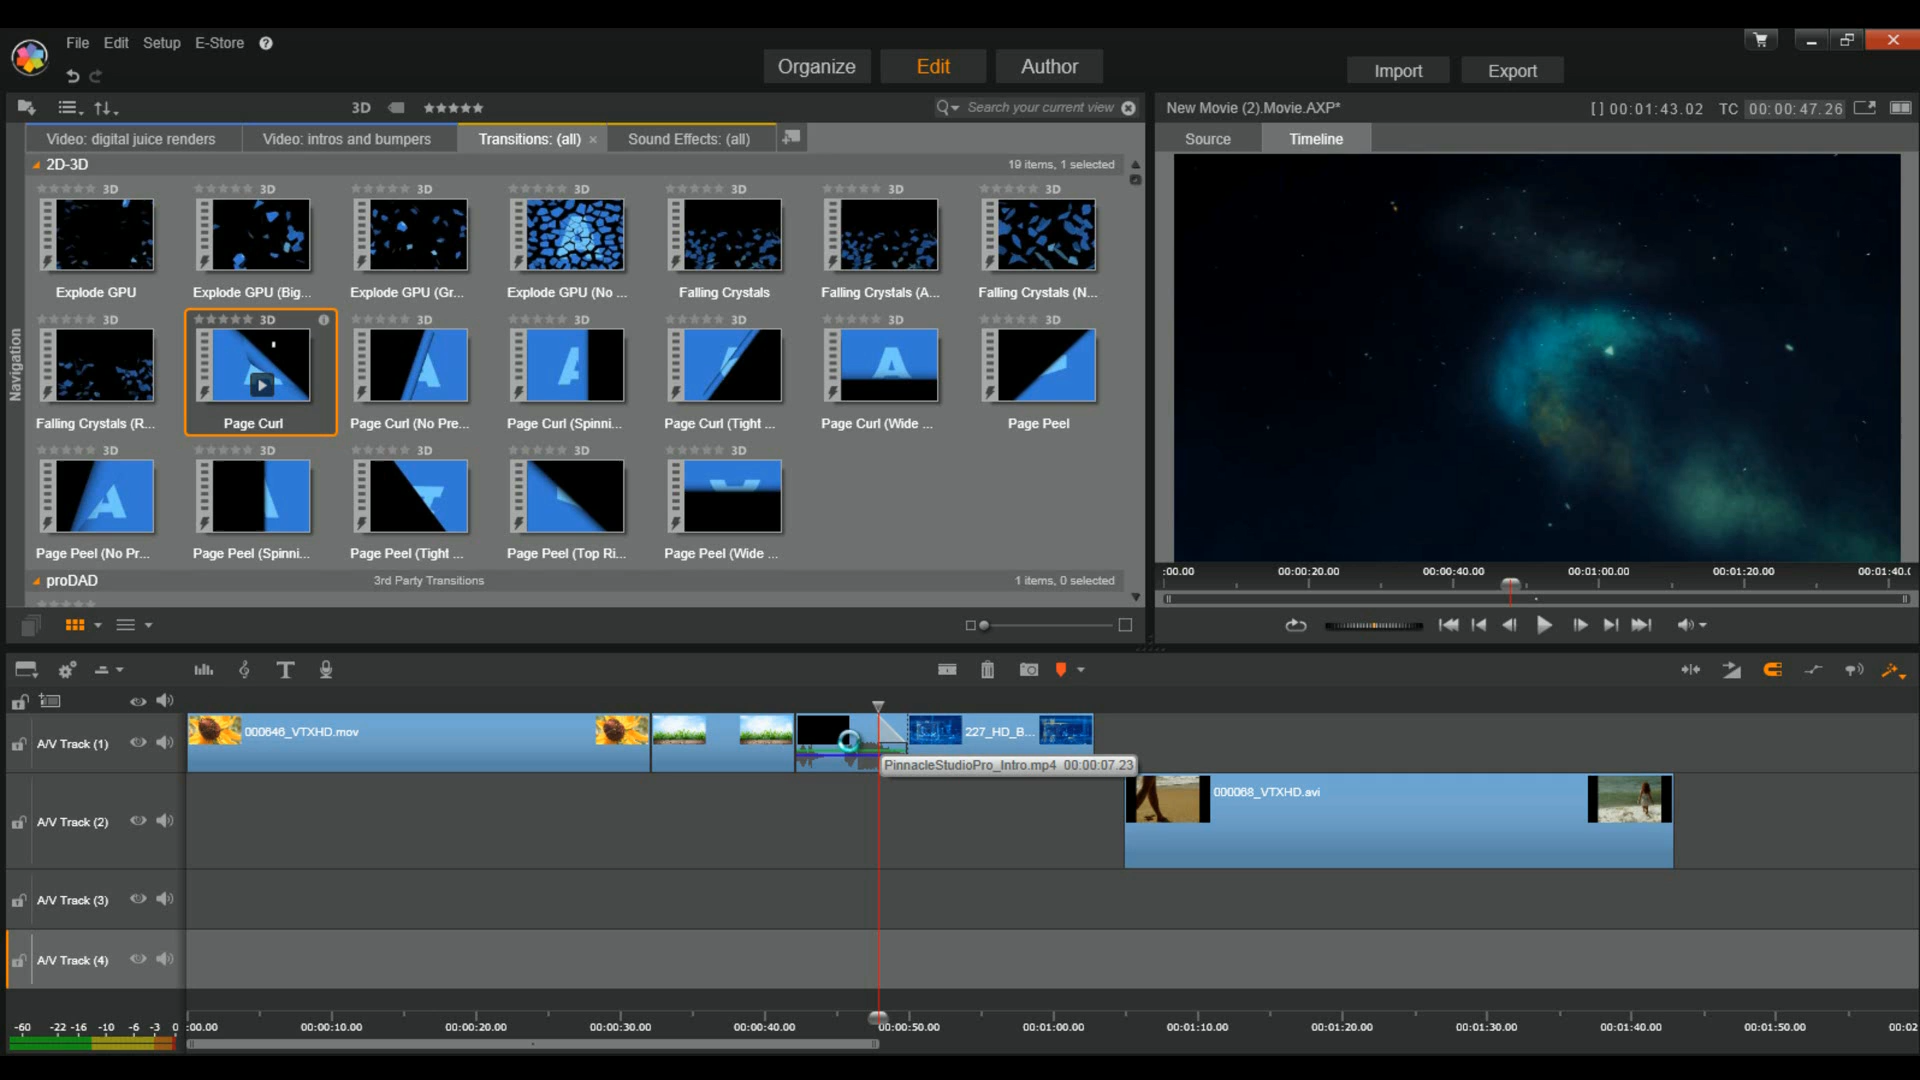 File Edit Setup E-Store ?
Organize Edit Author
Import Export
3D
Search your current view
New Movie (2).Movie.AXP*
[ ] 00:01:43.02 TC 00:00:47.26
Video: digital juice renders
Video: intros and bumpers
Transitions: (all) ×
Sound Effects: (all)
Source
Timeline
2D-3D
19 items, 1 selected
3D 3D 3D 3D 3D 3D 3D
Explode GPU
Explode GPU (Big...
Explode GPU (Gr...
Explode GPU (No ...
Falling Crystals
Falling Crystals (A...
Falling Crystals (N...
3D 3D 3D 3D 3D 3D 3D
A A A A A
Falling Crystals (R...
Page Curl
Page Curl (No Pre...
Page Curl (Spinni...
Page Curl (Tight ...
Page Curl (Wide ...
Page Peel
3D 3D 3D 3D 3D
A
Page Peel (No Pr...
Page Peel (Spinni...
Page Peel (Tight ...
Page Peel (Top Ri...
Page Peel (Wide ...
proDAD
3rd Party Transitions
1 items, 0 selected
Navigation
:00.00 00:00:20.00 00:00:40.00 00:01:00.00 00:01:20.00 00:01:40.(
T
A/V Track (1)
000646_VTXHD.mov
227_HD_B...
PinnacleStudioPro_Intro.mp4 00:00:07.23
A/V Track (2)
000068_VTXHD.avi
A/V Track (3)
A/V Track (4)
-60 -22 -16 -10 -6 -3 0
:00.00 00:00:10.00 00:00:20.00 00:00:30.00 00:00:40.00 00:00:50.00 00:01:00.00 00:01:10.00 00:01:20.00 00:01:30.00 00:01:40.00 00:01:50.00 00:02